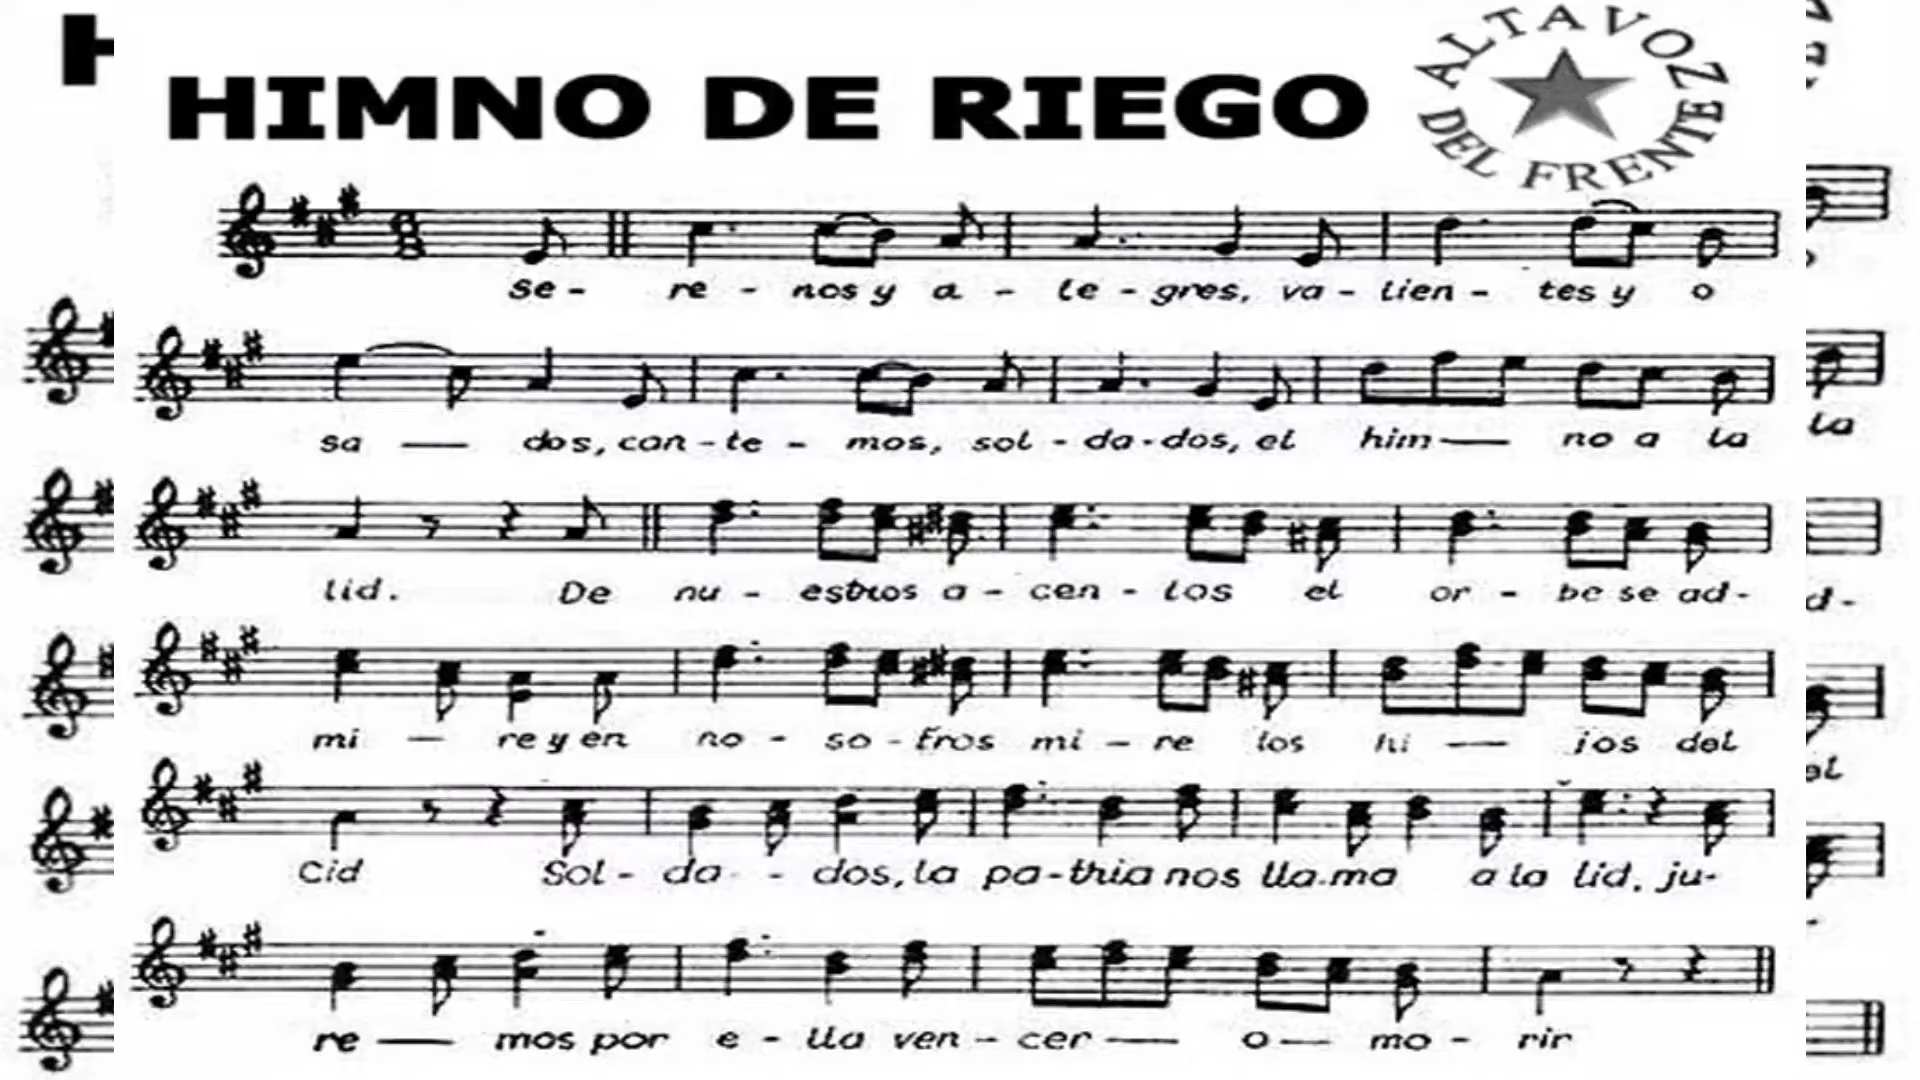 HIMNO DE RIEGO
ALTAVOZ DEL FRENTE
se- re - nos y a - le - gres, va - lien - tes y o
sa — dos, can - te - mos, sol - da - dos, el him — no a la
lid. De nu - estros a - cen - tos el or - be se ad -
mi — re y en no - so - tros mi - re los hi — jos del
Cid Sol - da - dos, la pa - tria nos lla.ma a la lid, ju-
re — mos por e - lla ven - cer — o — mo - rir